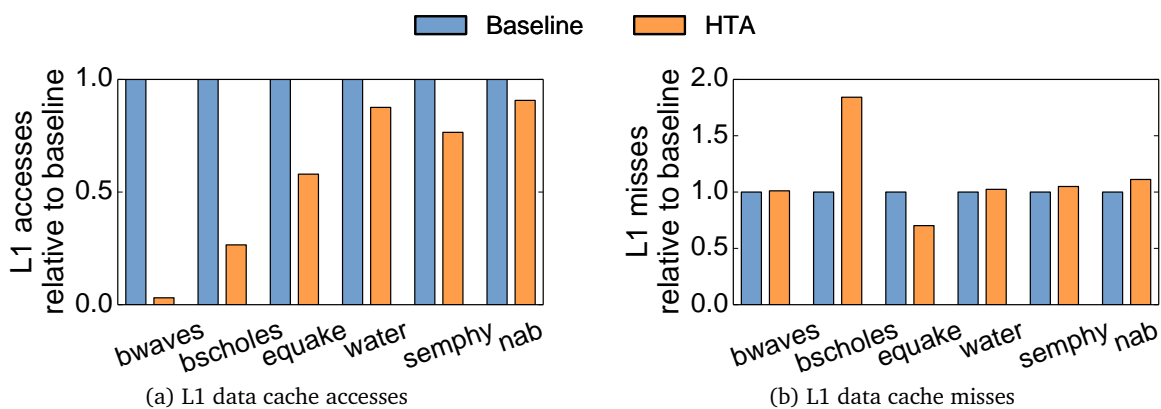 Baseline HTA
L1 accesses
relative to baseline
1.0
0.5
0.0
bwaves
bscholes
equake
water
semphy
nab
(a) L1 data cache accesses
L1 misses
relative to baseline
2.0
1.5
1.0
0.5
0.0
bwaves
bscholes
equake
water
semphy
nab
(b) L1 data cache misses